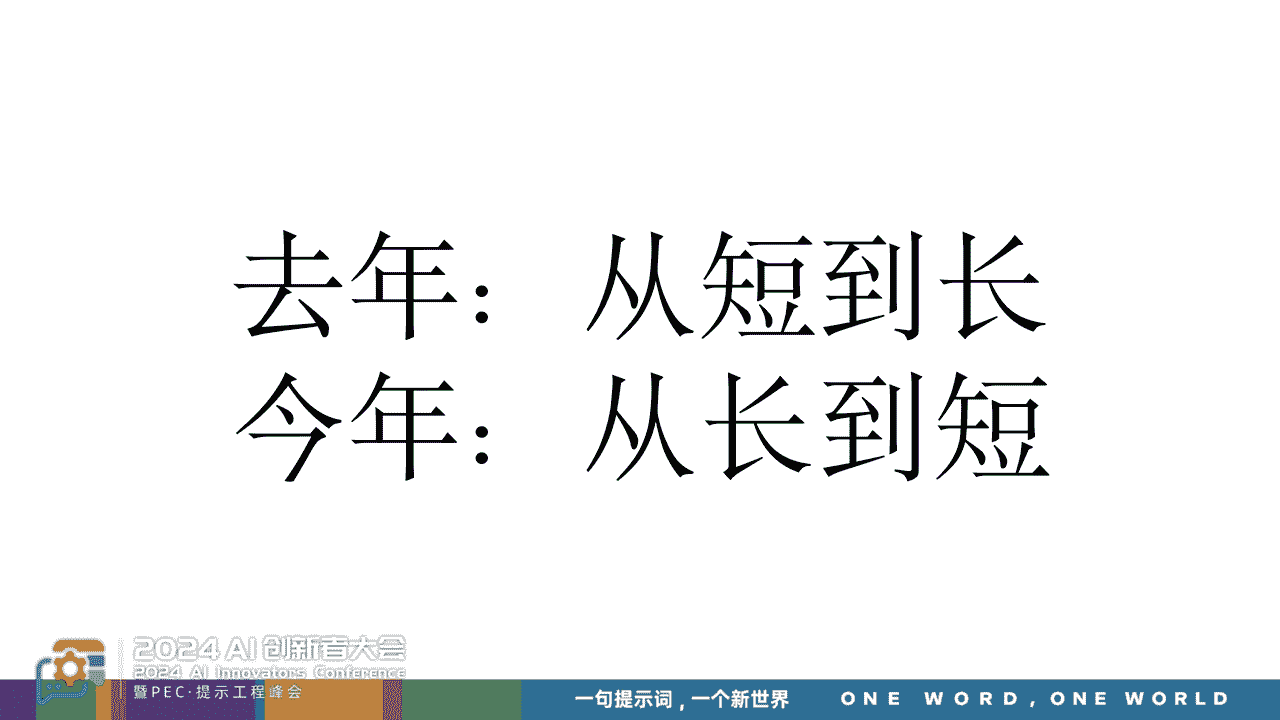 去年： 从短到长
今年： 从长到短
2024 AI 创新者大会
2024 AI Innovators Conference
暨PEC·提示工程峰会
一句提示词，一个新世界
ONE WORD, ONE WORLD